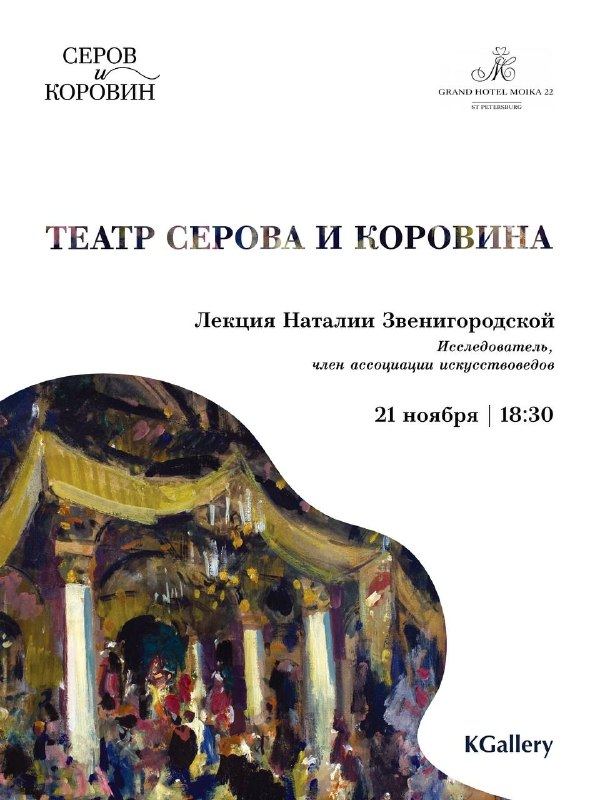 СЕРОВ
и
КОРОВИН
М
GRAND HOTEL MOIKA 22
ST PETERSBURG
ТЕАТР СЕРОВА И КОРОВИНА
Лекция Наталии Звенигородской
Исследователь,
член ассоциации искусствоведов
21 ноября | 18:30
KGallery